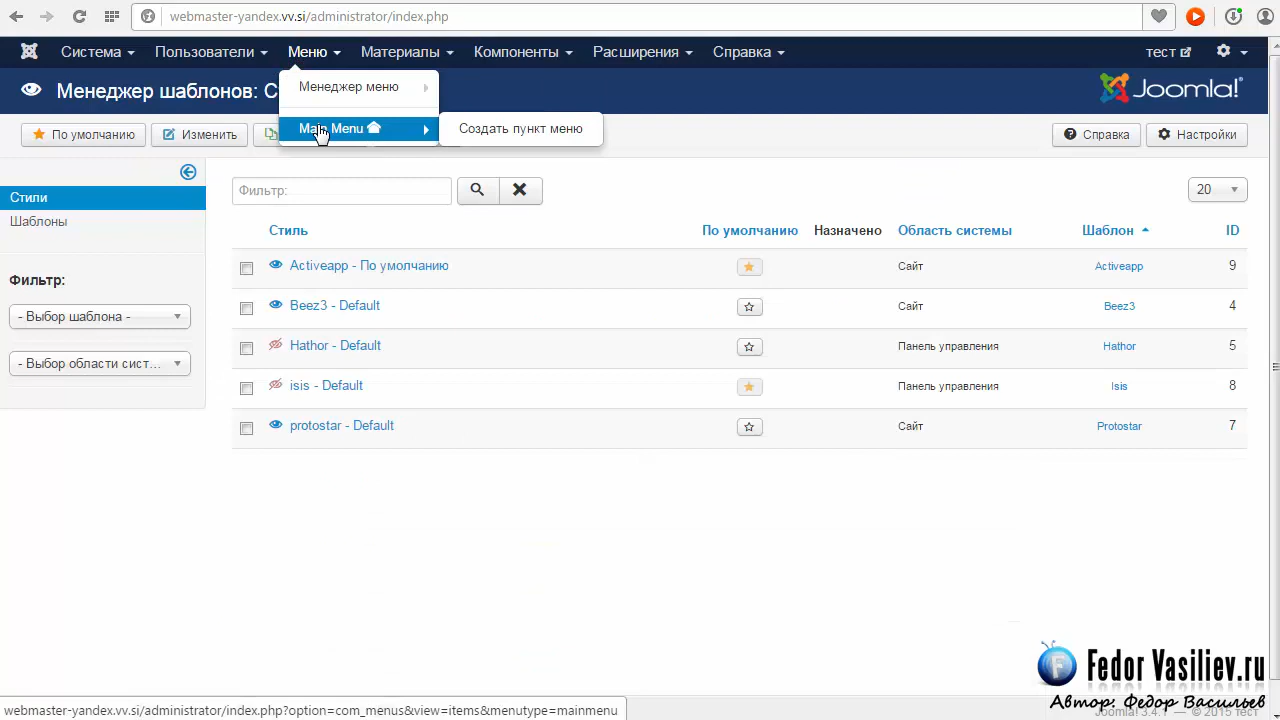 webmaster-yandex.vv.si/administrator/index.php
Система Пользователи Меню Материалы Компоненты Расширения Справка тест
Менеджер шаблонов: С
Joomla!
Менеджер меню
Main Menu
Создать пункт меню
По умолчанию Изменить Справка Настройки
Стили
Шаблоны
Фильтр:
- Выбор шаблона -
- Выбор области сист...
Фильтр: 20
Стиль По умолчанию Назначено Область системы Шаблон ID
Activeapp - По умолчанию Сайт Activeapp 9
Beez3 - Default Сайт Beez3 4
Hathor - Default Панель управления Hathor 5
isis - Default Панель управления Isis 8
protostar - Default Сайт Protostar 7
Fedor Vasiliev.ru
Автор: Федор Васильев
Joomla! 3.4.1 — © 2015 тест
webmaster-yandex.vv.si/administrator/index.php?option=com_menus&view=items&menutype=mainmenu